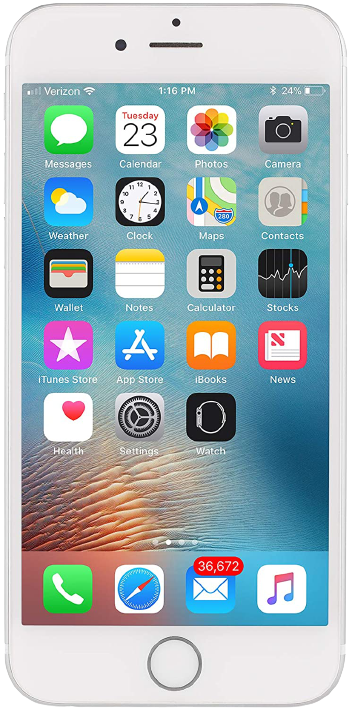 Verizon 1:16 PM 24%
Tuesday
23
Messages Calendar Photos Camera
280
Weather Clock Maps Contacts
Wallet Notes Calculator Stocks
iTunes Store App Store iBooks News
Health Settings Watch
36,672